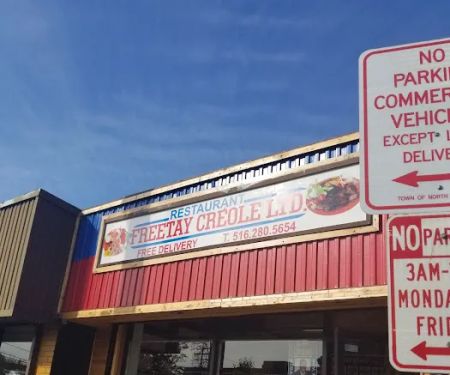 RESTAURANT
FREETAY CREOLE LTD.
FREE DELIVERY T. 516.280.5654
NO
PARKI
COMMER
VEHIC
EXCEPT L
DELIVE
TOWN OF NORTH
NO PAR
3AM-
MONDA
FRID